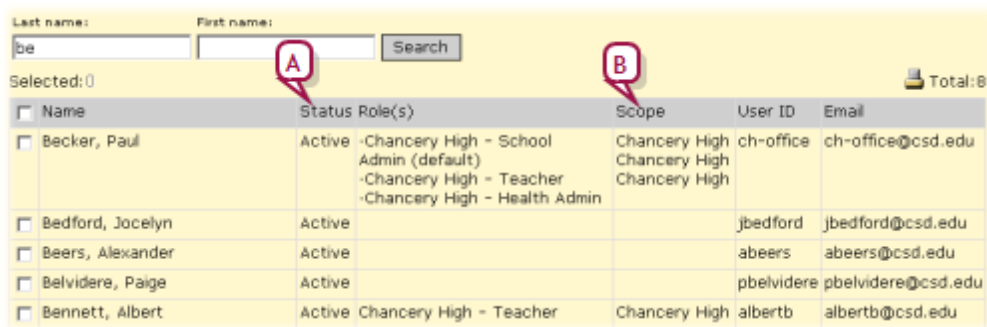 Last name: First name:
be Search
A B
Selected: 0 Total: 8
Name Status Role(s) Scope User ID Email
Becker, Paul Active -Chancery High - School Chancery High ch-office ch-office@csd.edu
Admin (default) Chancery High
-Chancery High - Teacher Chancery High
-Chancery High - Health Admin
Bedford, Jocelyn Active jbedford jbedford@csd.edu
Beers, Alexander Active abeers abeers@csd.edu
Belvidere, Paige Active pbelvidere pbelvidere@csd.edu
Bennett, Albert Active Chancery High - Teacher Chancery High albertb albertb@csd.edu